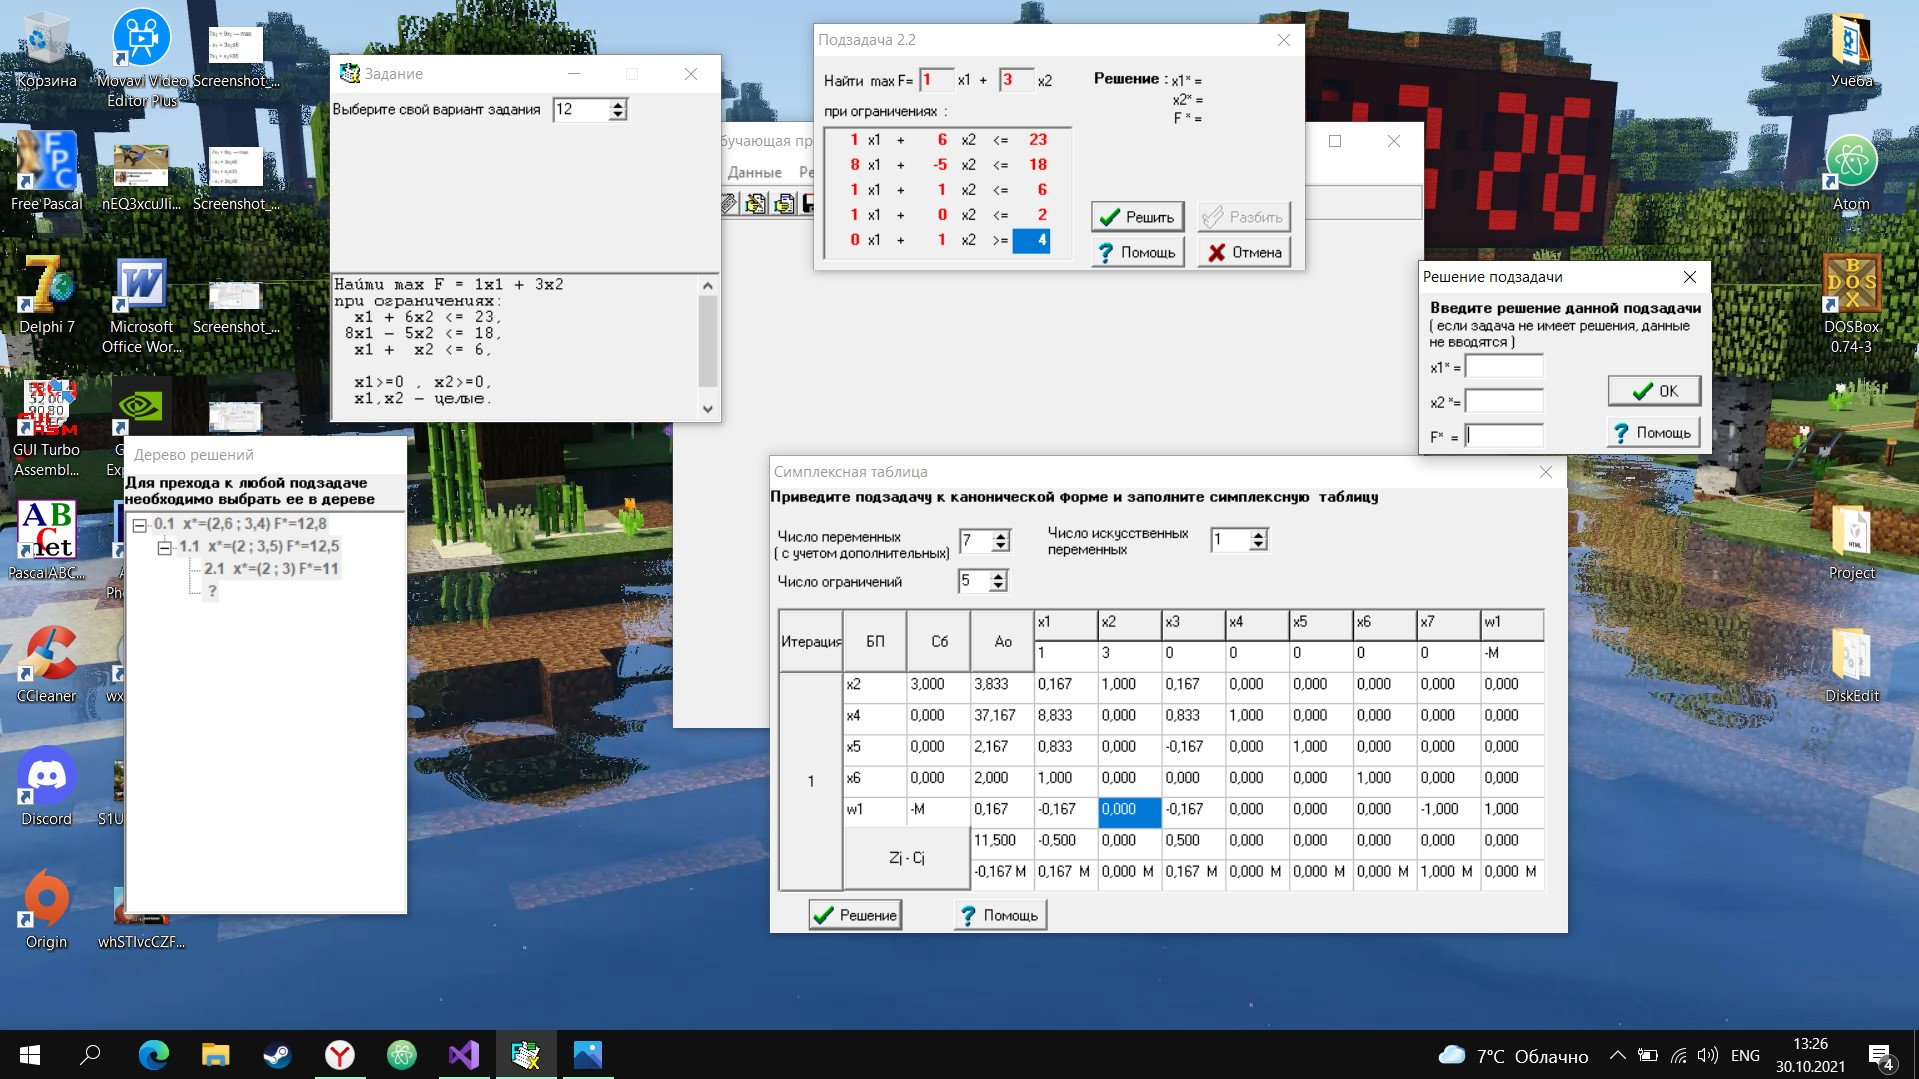 Корзина
Movavi Video
Editor Plus
Screenshot_...
Free Pascal
nEQ3xcuJli...
Screenshot_...
Delphi 7
Microsoft
Office Wor...
Screenshot_...
GUI Turbo
Assembl...
PascalABC...
CCleaner
Discord
Origin
whSTIvcCZF...
Учёба
Atom
DOSBox
0.74-3
Project
DiskEdit
Задание
Выберите свой вариант задания 12
Найти max F = 1x1 + 3x2
при ограничениях:
x1 + 6x2 <= 23,
8x1 - 5x2 <= 18,
x1 + x2 <= 6,
x1>=0 , x2>=0,
x1,x2 - целые.
Данные
Подзадача 2.2
Найти max F= 1 x1 + 3 x2
при ограничениях :
1 x1 + 6 x2 <= 23
8 x1 + -5 x2 <= 18
1 x1 + 1 x2 <= 6
1 x1 + 0 x2 <= 2
0 x1 + 1 x2 >= 4
Решение : x1* =
x2* =
F * =
Решить
Разбить
? Помощь
Отмена
Решение подзадачи
Введите решение данной подзадачи
( если задача не имеет решения, данные
не вводятся )
x1* =
x2 *=
F* =
OK
? Помощь
Дерево решений
Для прехода к любой подзадаче
необходимо выбрать ее в дереве
0.1 x*=(2,6 ; 3,4) F*=12,8
1.1 x*=(2 ; 3,5) F*=12,5
2.1 x*=(2 ; 3) F*=11
?
Симплексная таблица
Приведите подзадачу к канонической форме и заполните симплексную таблицу
Число переменных
( с учетом дополнительных) 7
Число искусственных
переменных 1
Число ограничений 5
Итерация БП Сб Ао x1 x2 x3 x4 x5 x6 x7 w1
1 3 0 0 0 0 0 -M
1
x2 3,000 3,833 0,167 1,000 0,167 0,000 0,000 0,000 0,000 0,000
x4 0,000 37,167 8,833 0,000 0,833 1,000 0,000 0,000 0,000 0,000
x5 0,000 2,167 0,833 0,000 -0,167 0,000 1,000 0,000 0,000 0,000
x6 0,000 2,000 1,000 0,000 0,000 0,000 0,000 1,000 0,000 0,000
w1 -M 0,167 -0,167 0,000 -0,167 0,000 0,000 0,000 -1,000 1,000
Zj - Cj
11,500 -0,500 0,000 0,500 0,000 0,000 0,000 0,000 0,000
-0,167 M 0,167 M 0,000 M 0,167 M 0,000 M 0,000 M 0,000 M 1,000 M 0,000 M
Решение
? Помощь
7°C Облачно
ENG
13:26
30.10.2021
4